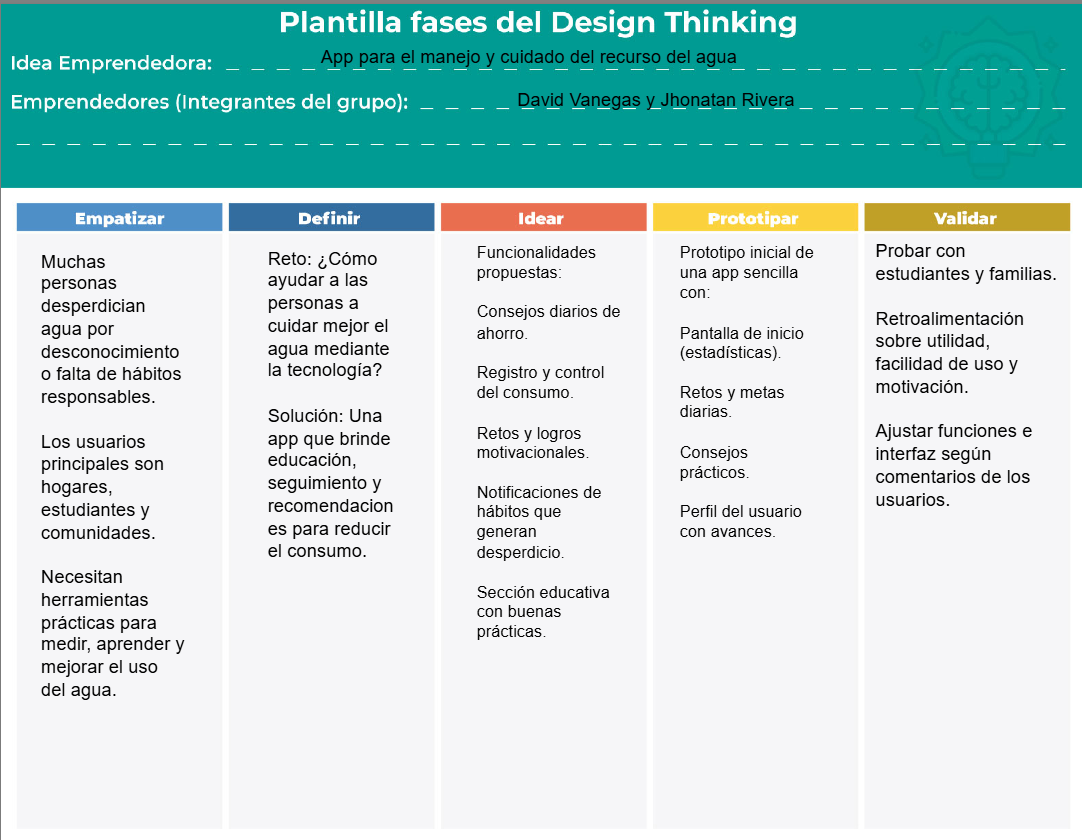 Plantilla fases del Design Thinking
Idea Emprendedora: App para el manejo y cuidado del recurso del agua
Emprendedores (Integrantes del grupo): David Vanegas y Jhonatan Rivera
Empatizar
Muchas
personas
desperdician
agua por
desconocimiento
o falta de hábitos
responsables.
Los usuarios
principales son
hogares,
estudiantes y
comunidades.
Necesitan
herramientas
prácticas para
medir, aprender y
mejorar el uso
del agua.
Definir
Reto: ¿Cómo
ayudar a las
personas a
cuidar mejor el
agua mediante
la tecnología?
Solución: Una
app que brinde
educación,
seguimiento y
recomendacion
es para reducir
el consumo.
Idear
Funcionalidades
propuestas:
Consejos diarios de
ahorro.
Registro y control
del consumo.
Retos y logros
motivacionales.
Notificaciones de
hábitos que
generan
desperdicio.
Sección educativa
con buenas
prácticas.
Prototipar
Prototipo inicial de
una app sencilla
con:
Pantalla de inicio
(estadísticas).
Retos y metas
diarias.
Consejos
prácticos.
Perfil del usuario
con avances.
Validar
Probar con
estudiantes y familias.
Retroalimentación
sobre utilidad,
facilidad de uso y
motivación.
Ajustar funciones e
interfaz según
comentarios de los
usuarios.